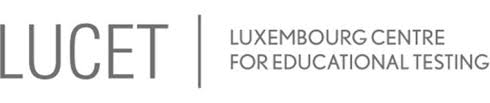 LUCET
LUXEMBOURG CENTRE
FOR EDUCATIONAL TESTING